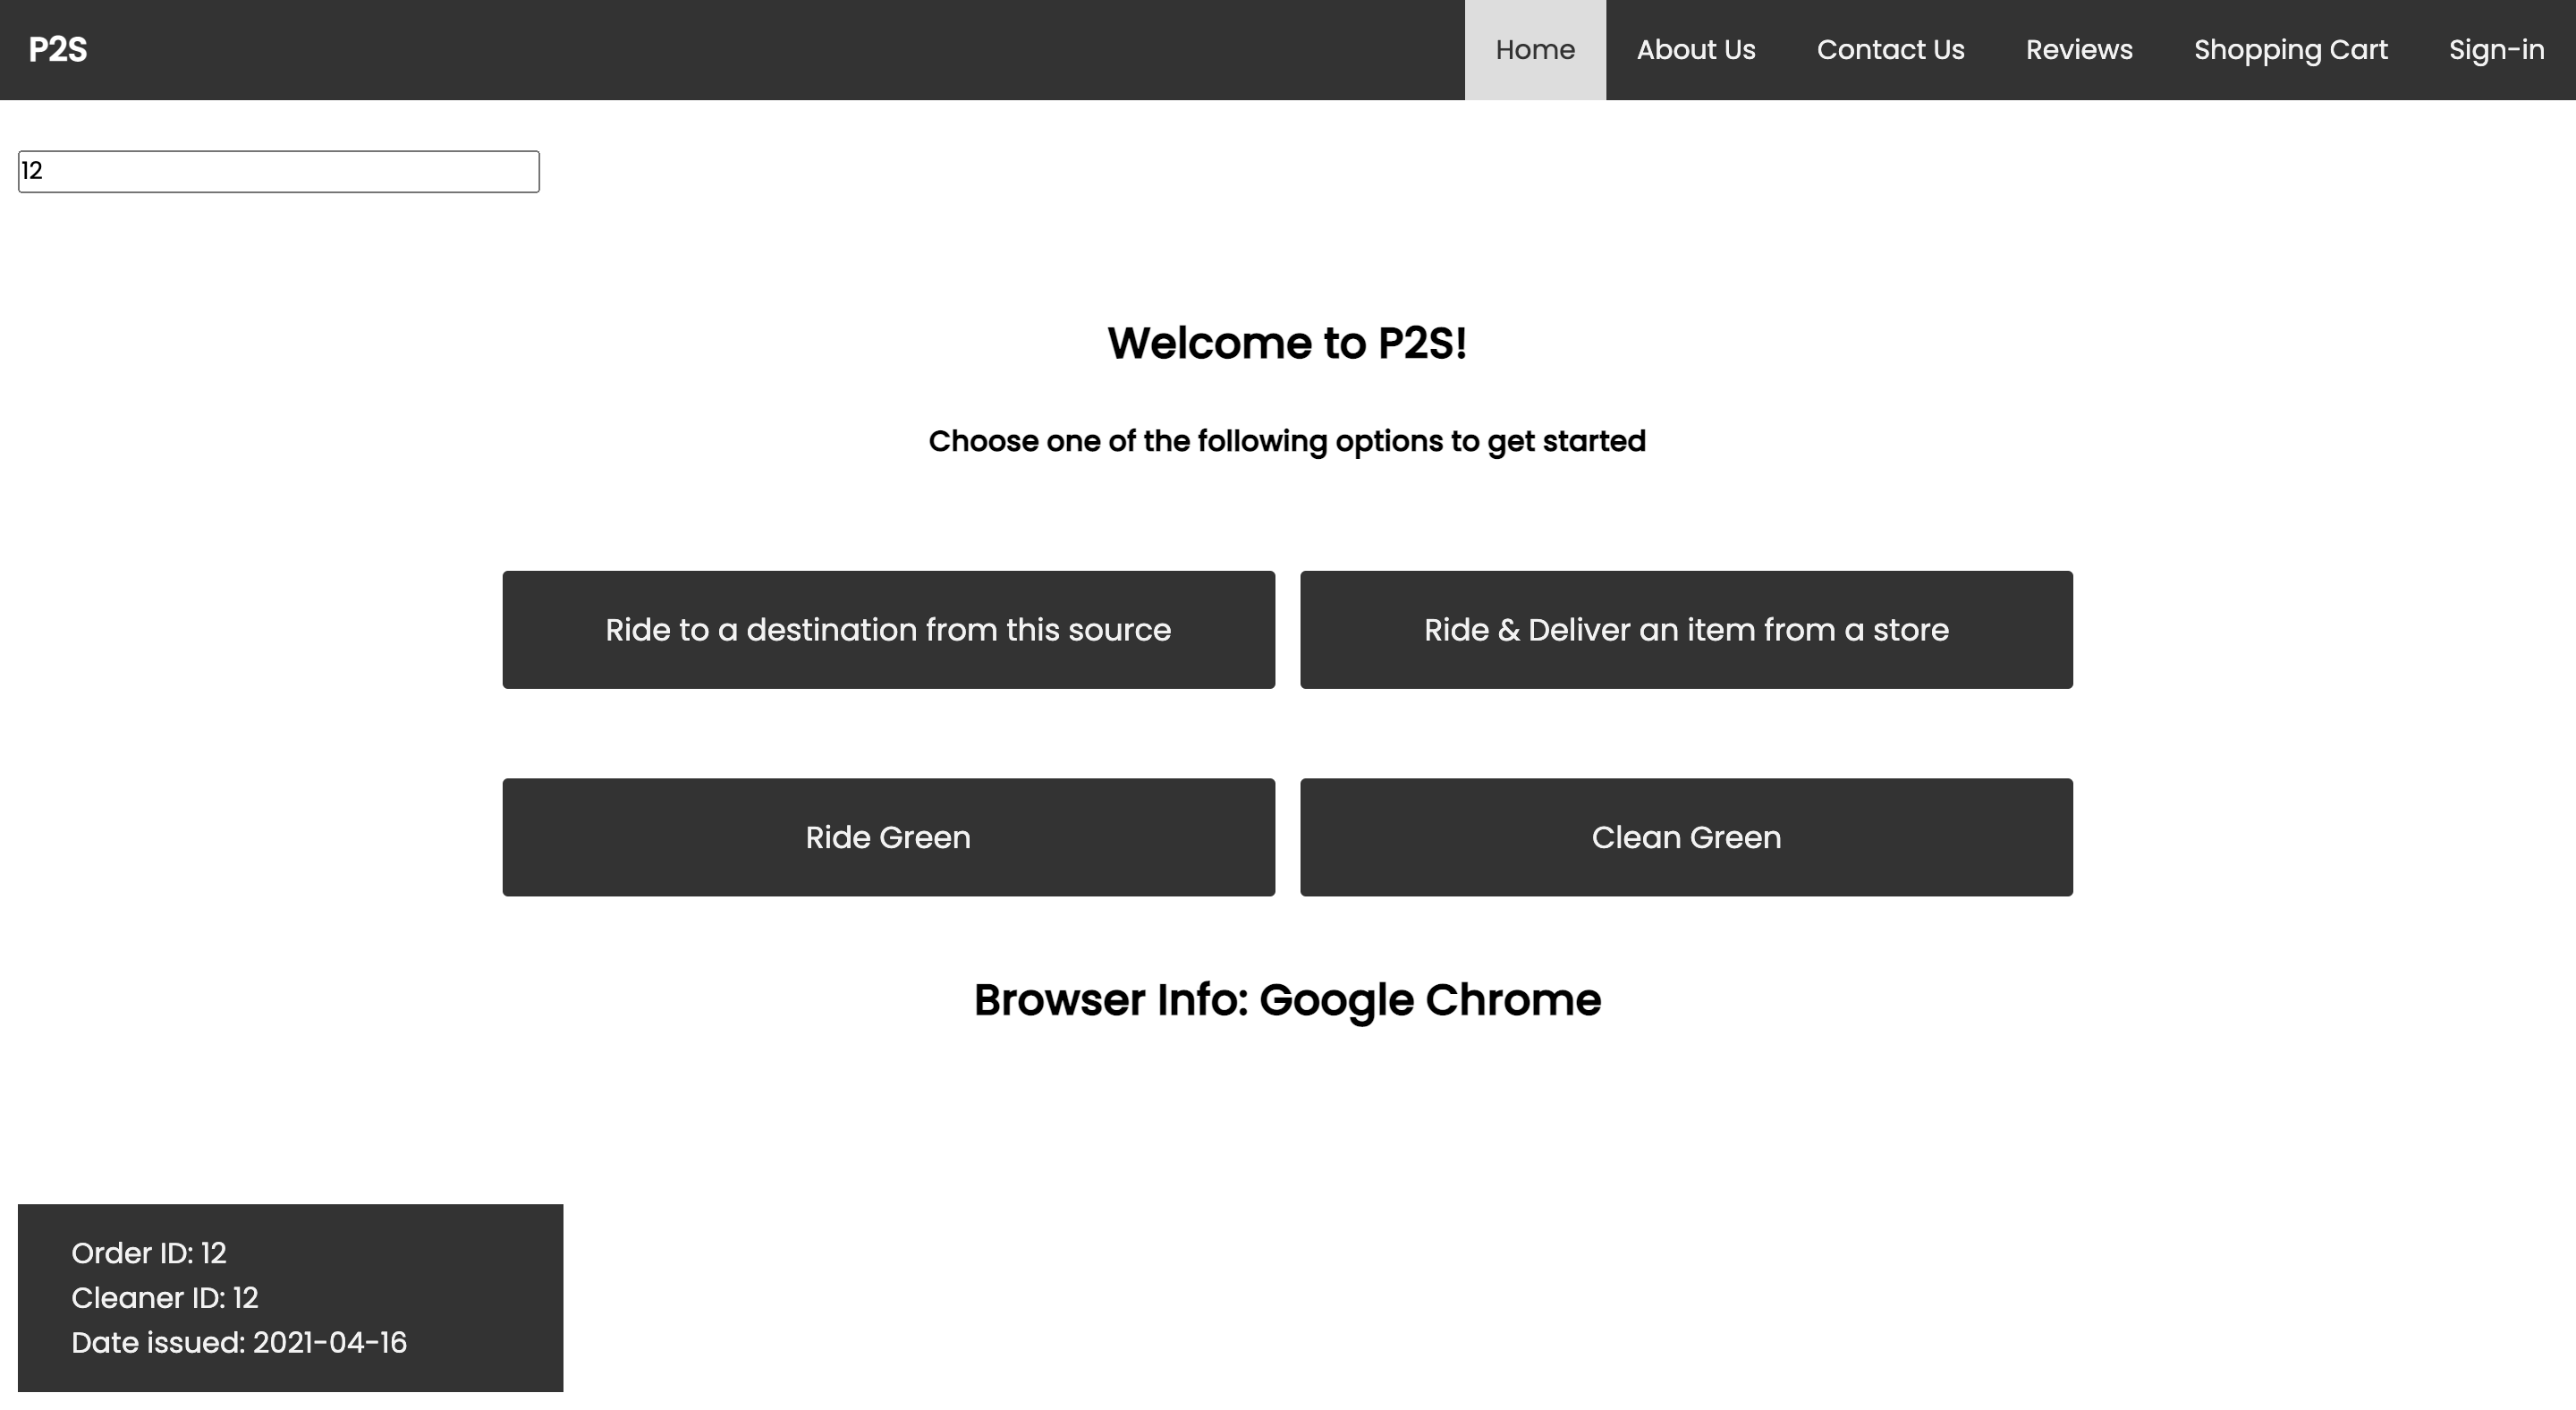 P2S Home About Us Contact Us Reviews Shopping Cart Sign-in
12
Welcome to P2S!
Choose one of the following options to get started
Ride to a destination from this source
Ride & Deliver an item from a store
Ride Green
Clean Green
Browser Info: Google Chrome
Order ID: 12
Cleaner ID: 12
Date issued: 2021-04-16